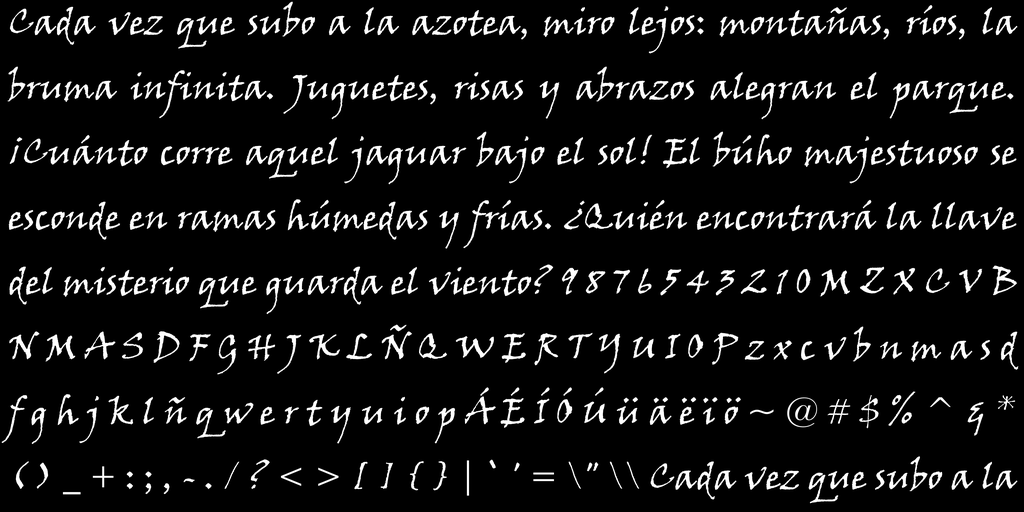 Cada vez que subo a la azotea, miro lejos: montañas, ríos, la
bruma infinita. Juguetes, risas y abrazos alegran el parque.
¡Cuánto corre aquel jaguar bajo el sol! El búho majestuoso se
esconde en ramas húmedas y frías. ¿Quién encontrará la llave
del misterio que guarda el viento? 9 8 7 6 5 4 3 2 1 0 M Z X C V B
N M A S D F G H J K L Ñ Q W E R T Y U I O P z x c v b n m a s d
f g h j k l ñ q w e r t y u i o p Á É Í Ó Ú ü ä ë ï ö ~ @ # $ % ^ & *
( ) _ + : ; , - . / ? < > [ ] { } | ` ' = \ " \ \ Cada vez que subo a la